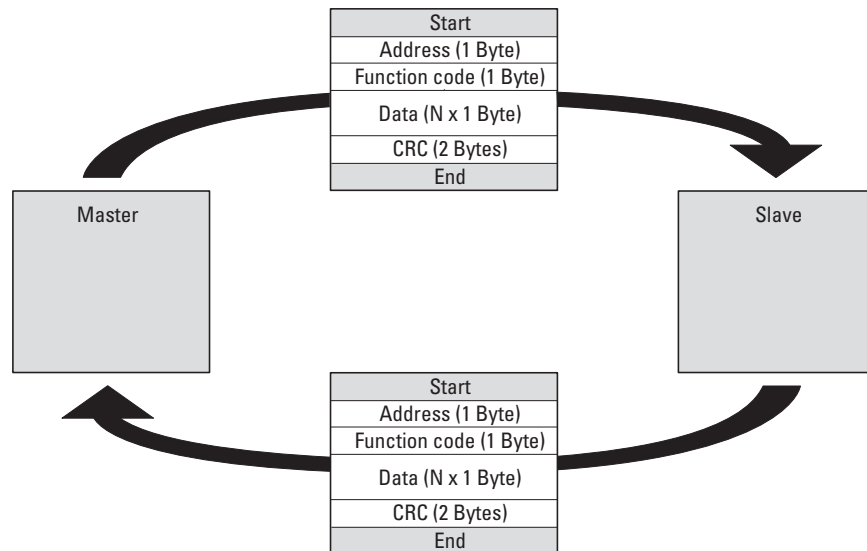 Start
Address (1 Byte)
Function code (1 Byte)
Data (N x 1 Byte)
CRC (2 Bytes)
End
Master
Slave
Start
Address (1 Byte)
Function code (1 Byte)
Data (N x 1 Byte)
CRC (2 Bytes)
End